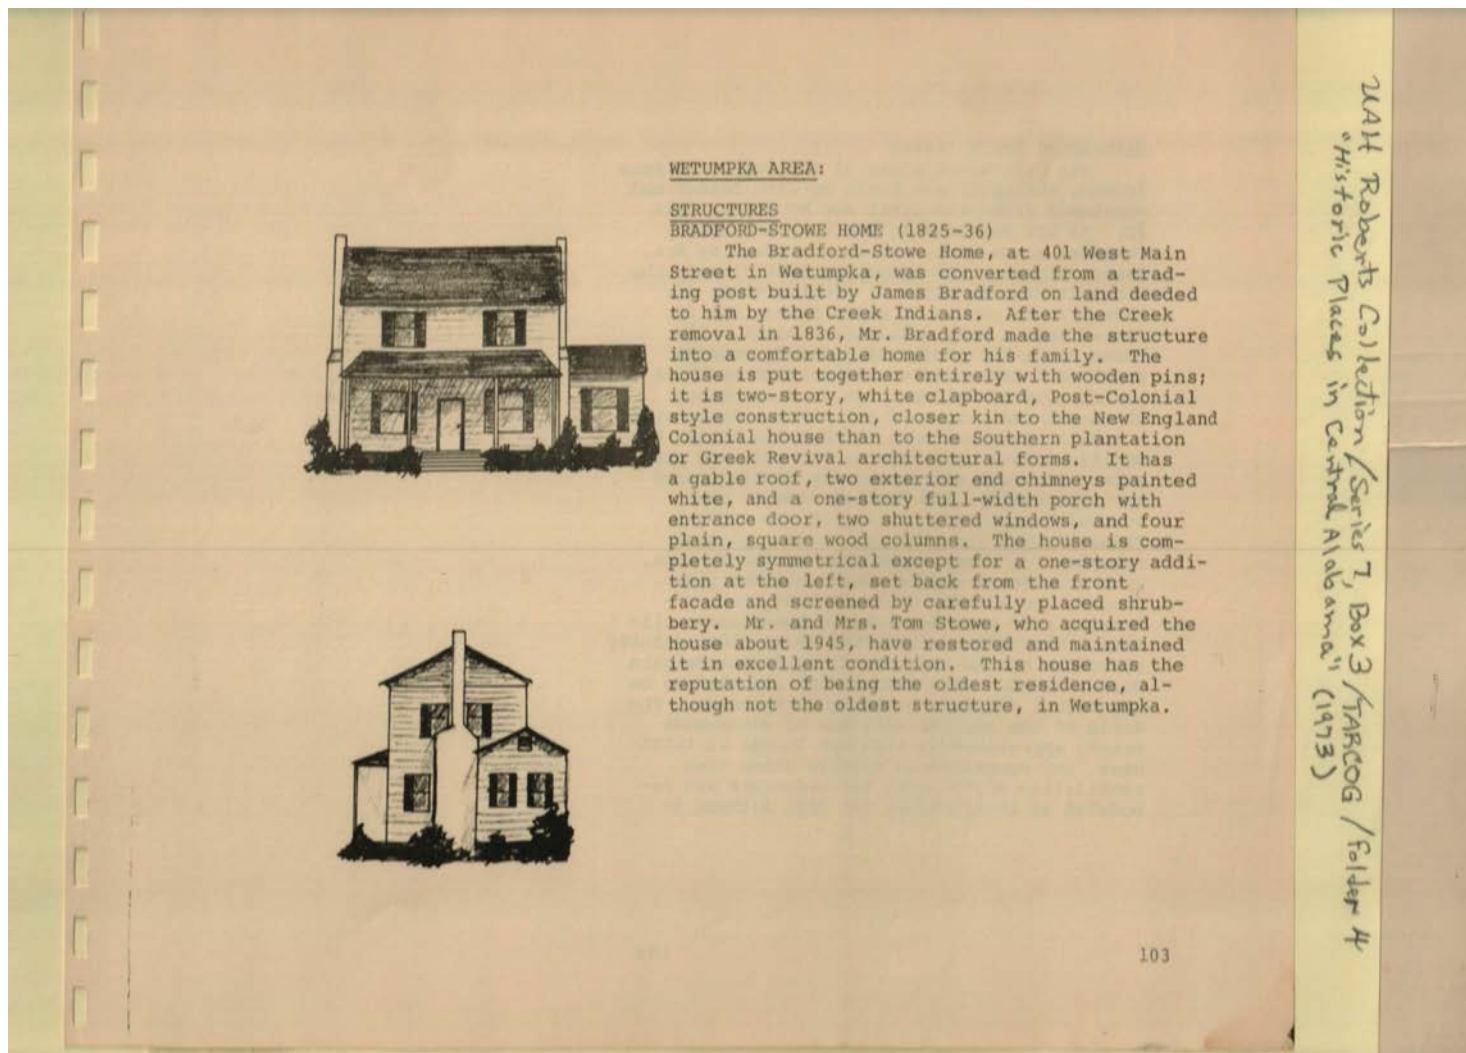 WETUMPKA AREA:
STRUCTURES
BRADFORD-STOWE HOME (1825-36)
The Bradford-Stowe Home, at 401 West Main
Street in Wetumpka, was converted from a trad-
ing post built by James Bradford on land deeded
to him by the Creek Indians. After the Creek
removal in 1836, Mr. Bradford made the structure
into a comfortable home for his family. The
house is put together entirely with wooden pins;
it is two-story, white clapboard, Post-Colonial
style construction, closer kin to the New England
Colonial house than to the Southern plantation
or Greek Revival architectural forms. It has
a gable roof, two exterior end chimneys painted
white, and a one-story full-width porch with
entrance door, two shuttered windows, and four
plain, square wood columns. The house is com-
pletely symmetrical except for a one-story addi-
tion at the left, set back from the front
facade and screened by carefully placed shrub-
bery. Mr. and Mrs. Tom Stowe, who acquired the
house about 1945, have restored and maintained
it in excellent condition. This house has the
reputation of being the oldest residence, al-
though not the oldest structure, in Wetumpka.
103
UAH Roberts Collection/Series 7, Box 3/TARCOG/Folder 4
"Historic Places in Central Alabama" (1973)